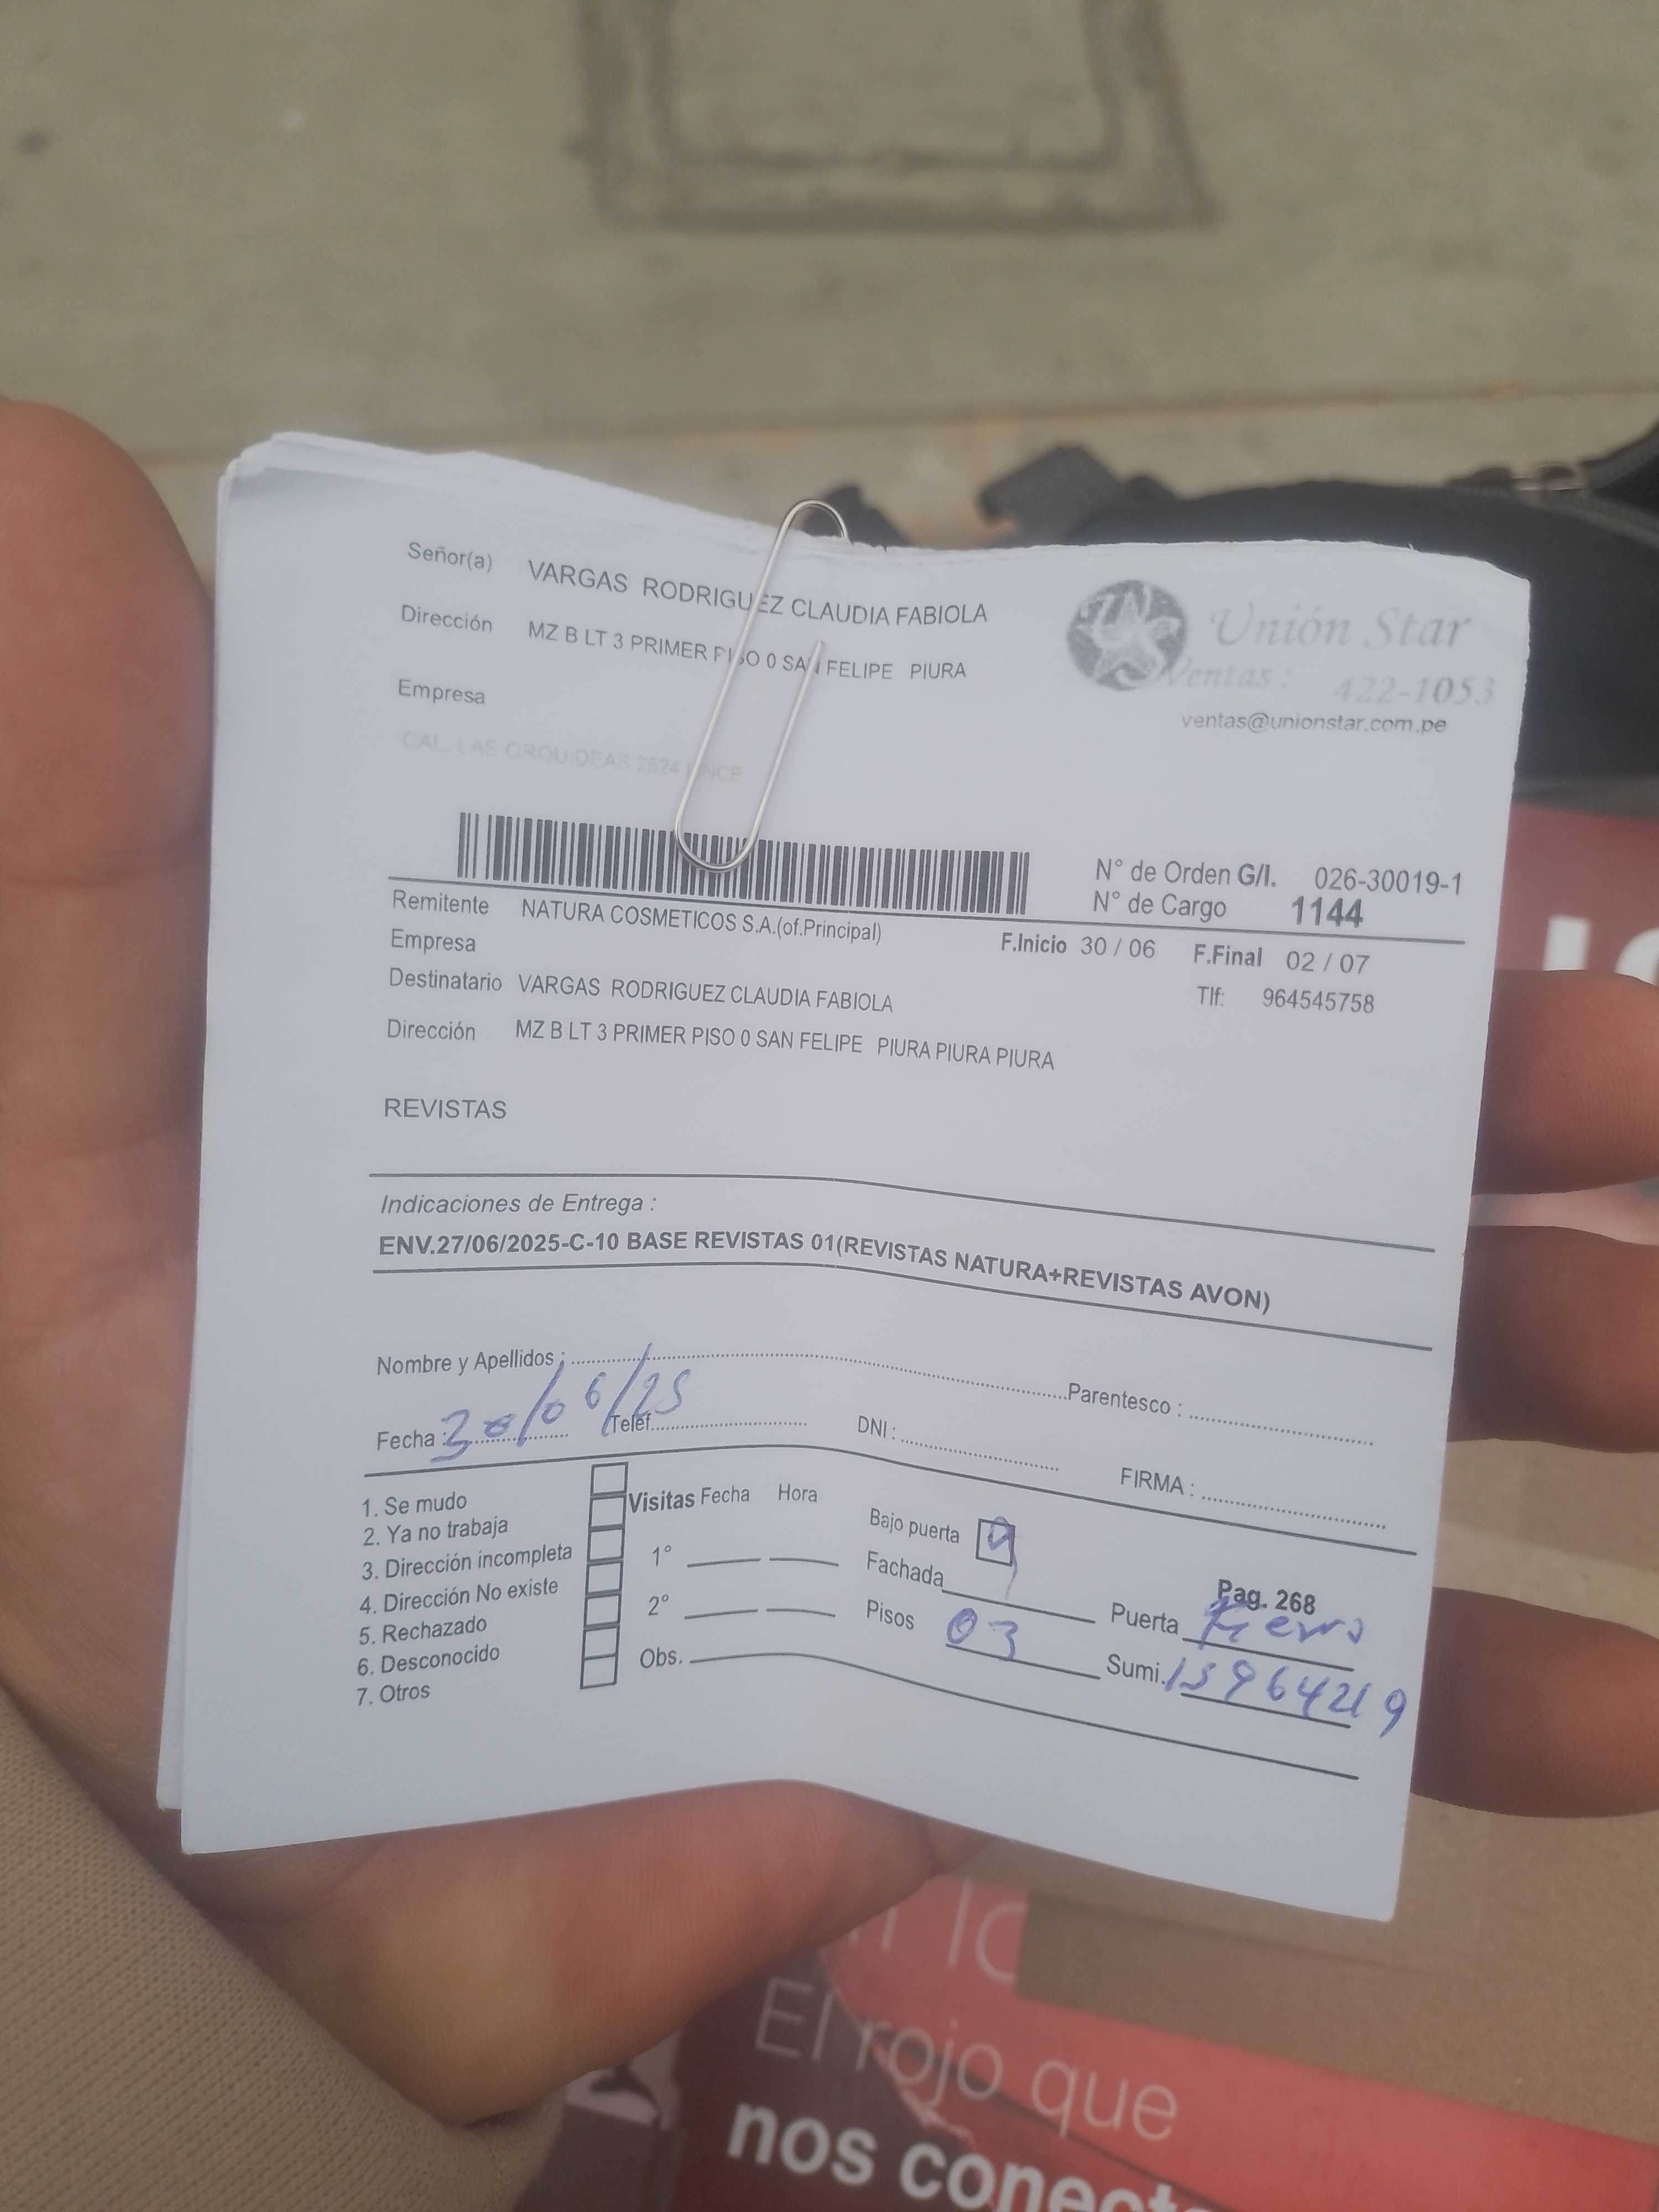 Señor(a) VARGAS RODRIGUEZ CLAUDIA FABIOLA
Dirección MZ B LT 3 PRIMER PISO 0 SAN FELIPE PIURA
Empresa
CAL. LAS ORQUIDEAS 2624 LINCE
Unión Star
Ventas : 422-1053
ventas@unionstar.com.pe
N° de Orden G/I. 026-30019-1
N° de Cargo 1144
Remitente NATURA COSMETICOS S.A.(of.Principal)
Empresa F.Inicio 30 / 06 F.Final 02 / 07
Destinatario VARGAS RODRIGUEZ CLAUDIA FABIOLA Tlf: 964545758
Dirección MZ B LT 3 PRIMER PISO 0 SAN FELIPE PIURA PIURA PIURA
REVISTAS
Indicaciones de Entrega :
ENV.27/06/2025-C-10 BASE REVISTAS 01(REVISTAS NATURA+REVISTAS AVON)
Nombre y Apellidos : Parentesco :
Fecha : 30/06/25 Telef. DNI : FIRMA :
1. Se mudo
2. Ya no trabaja
3. Dirección incompleta
4. Dirección No existe
5. Rechazado
6. Desconocido
7. Otros
Visitas Fecha Hora
1°
2°
Obs.
Bajo puerta
Fachada
Pisos 03
Pag. 268
Puerta Fierro
Sumi. 15964219
El rojo que
nos conect